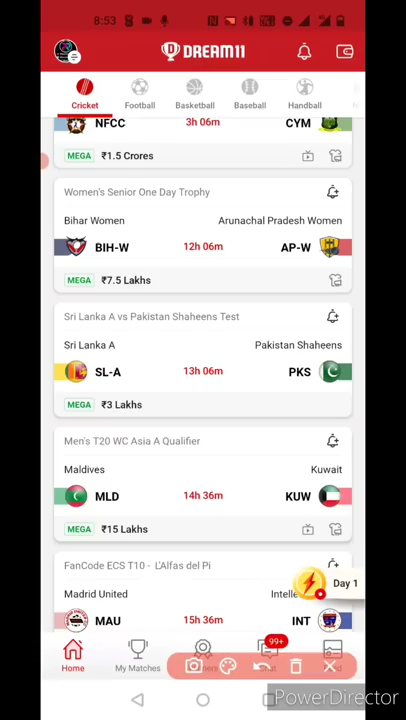 8:53
DREAM11
Cricket Football Basketball Baseball Handball
NFCC 3h 06m CYM
MEGA ₹1.5 Crores
Women's Senior One Day Trophy
Bihar Women Arunachal Pradesh Women
BIH-W 12h 06m AP-W
MEGA ₹7.5 Lakhs
Sri Lanka A vs Pakistan Shaheens Test
Sri Lanka A Pakistan Shaheens
SL-A 13h 06m PKS
MEGA ₹3 Lakhs
Men's T20 WC Asia A Qualifier
Maldives Kuwait
MLD 14h 36m KUW
MEGA ₹15 Lakhs
FanCode ECS T10 - L'Alfas del Pi
Day 1
Madrid United
MAU 15h 36m INT
99+
Home My Matches
PowerDirector